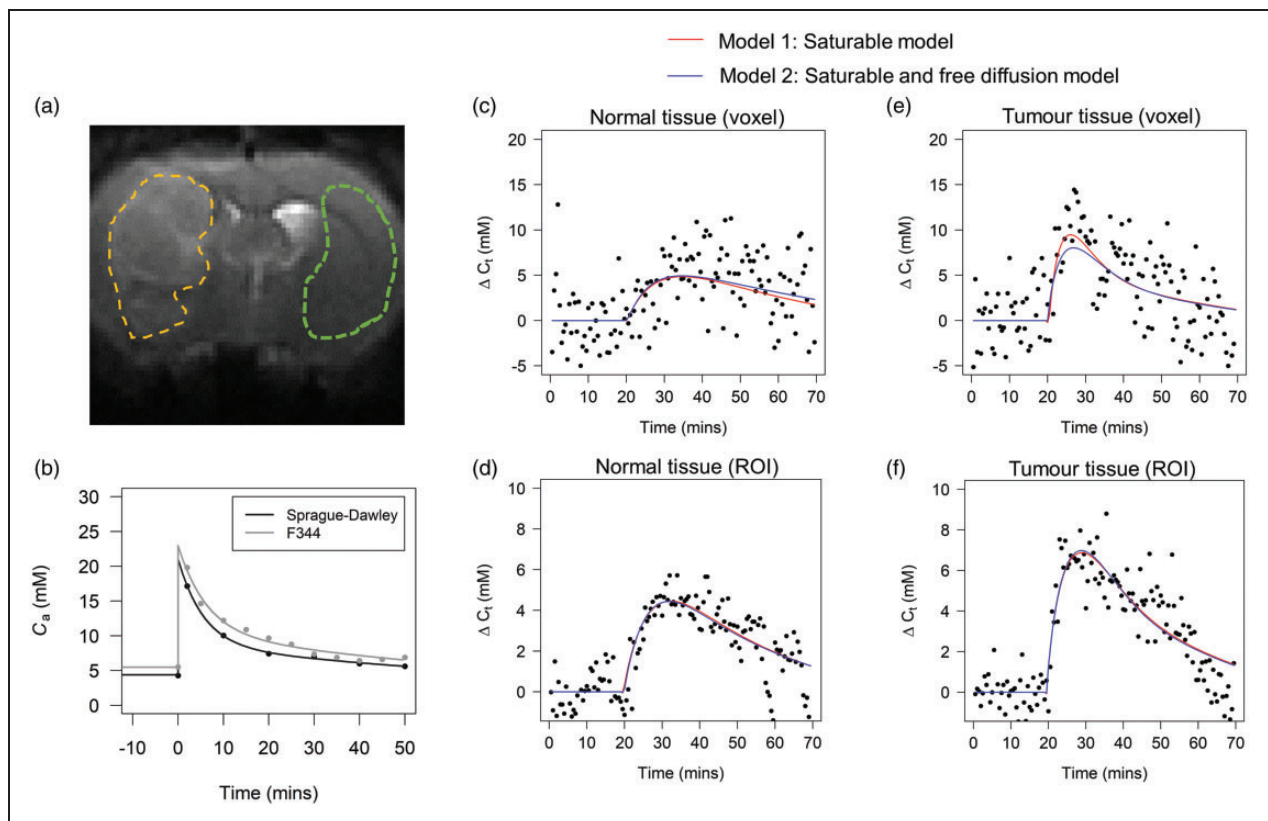 Model 1: Saturable model
Model 2: Saturable and free diffusion model
(a)
(b)
30
25
20
15
10
5
0
Ca (mM)
Sprague-Dawley
F344
-10 0 10 20 30 40 50
Time (mins)
(c)
Normal tissue (voxel)
20
15
10
5
0
-5
Δ Ct (mM)
0 10 20 30 40 50 60 70
Time (mins)
(d)
Normal tissue (ROI)
10
8
6
4
2
0
Δ Ct (mM)
0 10 20 30 40 50 60 70
Time (mins)
(e)
Tumour tissue (voxel)
20
15
10
5
0
-5
Δ Ct (mM)
0 10 20 30 40 50 60 70
Time (mins)
(f)
Tumour tissue (ROI)
10
8
6
4
2
0
Δ Ct (mM)
0 10 20 30 40 50 60 70
Time (mins)